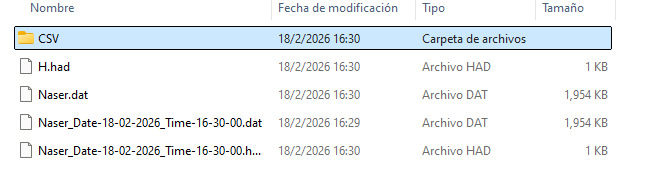 Nombre Fecha de modificación Tipo Tamaño
CSV 18/2/2026 16:30 Carpeta de archivos
H.had 18/2/2026 16:30 Archivo HAD 1 KB
Naser.dat 18/2/2026 16:30 Archivo DAT 1,954 KB
Naser_Date-18-02-2026_Time-16-30-00.dat 18/2/2026 16:29 Archivo DAT 1,954 KB
Naser_Date-18-02-2026_Time-16-30-00.h... 18/2/2026 16:30 Archivo HAD 1 KB